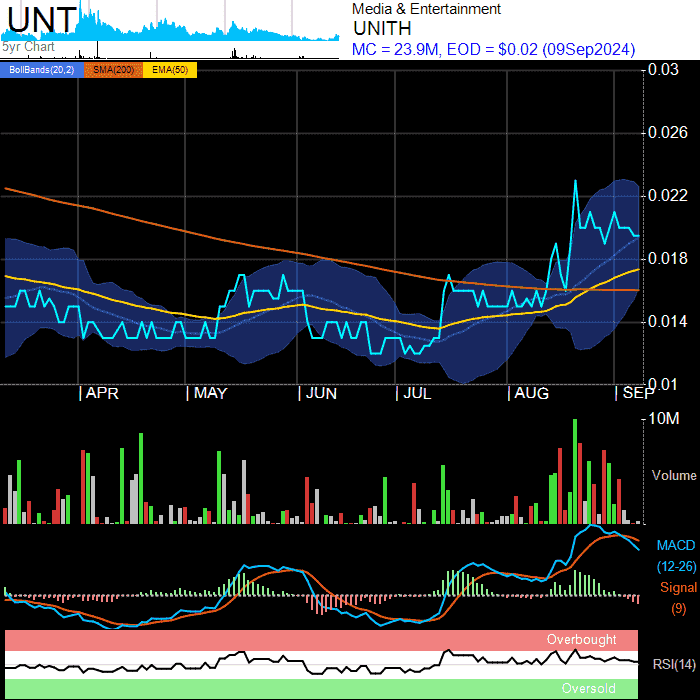 UNT
5yr Chart
Media & Entertainment
UNITH
MC = 23.9M, EOD = $0.02 (09Sep2024)
BollBands(20,2) SMA(200) EMA(50)
0.03
0.026
0.022
0.018
0.014
0.01
APR MAY JUN JUL AUG SEP
10M
Volume
MACD
(12-26)
Signal
(9)
Overbought
RSI(14)
Oversold